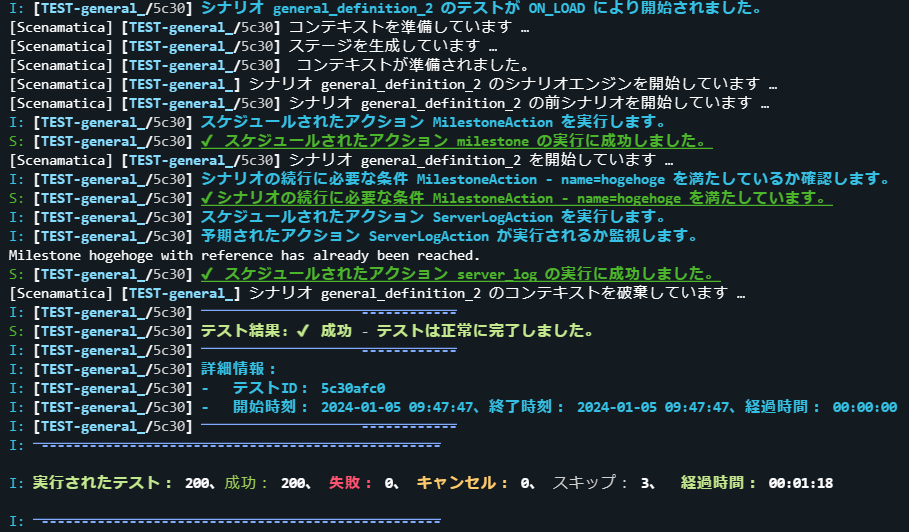 I: [TEST-general_/5c30] シナリオ general_definition_2 のテストが ON_LOAD により開始されました。
[Scenamatica] [TEST-general_/5c30] コンテキストを準備しています …
[Scenamatica] [TEST-general_/5c30] ステージを生成しています …
[Scenamatica] [TEST-general_/5c30]  コンテキストが準備されました。
[Scenamatica] [TEST-general_] シナリオ general_definition_2 のシナリオエンジンを開始しています …
[Scenamatica] [TEST-general_/5c30] シナリオ general_definition_2 の前シナリオを開始しています …
I: [TEST-general_/5c30] スケジュールされたアクション MilestoneAction を実行します。
S: [TEST-general_/5c30] ✔ スケジュールされたアクション milestone の実行に成功しました。
[Scenamatica] [TEST-general_/5c30] シナリオ general_definition_2 を開始しています …
I: [TEST-general_/5c30] シナリオの続行に必要な条件 MilestoneAction - name=hogehoge を満たしているか確認します。
S: [TEST-general_/5c30] ✔シナリオの続行に必要な条件 MilestoneAction - name=hogehoge を満たしています。
I: [TEST-general_/5c30] スケジュールされたアクション ServerLogAction を実行します。
I: [TEST-general_/5c30] 予期されたアクション ServerLogAction が実行されるか監視します。
Milestone hogehoge with reference has already been reached.
S: [TEST-general_/5c30] ✔ スケジュールされたアクション server_log の実行に成功しました。
[Scenamatica] [TEST-general_] シナリオ general_definition_2 のコンテキストを破棄しています …
I: [TEST-general_/5c30]
S: [TEST-general_/5c30] テスト結果: ✔ 成功 - テストは正常に完了しました。
I: [TEST-general_/5c30]
I: [TEST-general_/5c30] 詳細情報：
I: [TEST-general_/5c30] -  テストID： 5c30afc0
I: [TEST-general_/5c30] -  開始時刻： 2024-01-05 09:47:47、終了時刻： 2024-01-05 09:47:47、経過時間： 00:00:00
I: [TEST-general_/5c30]
I:
I: 実行されたテスト： 200、成功： 200、 失敗： 0、 キャンセル： 0、 スキップ： 3、 経過時間： 00:01:18
I: